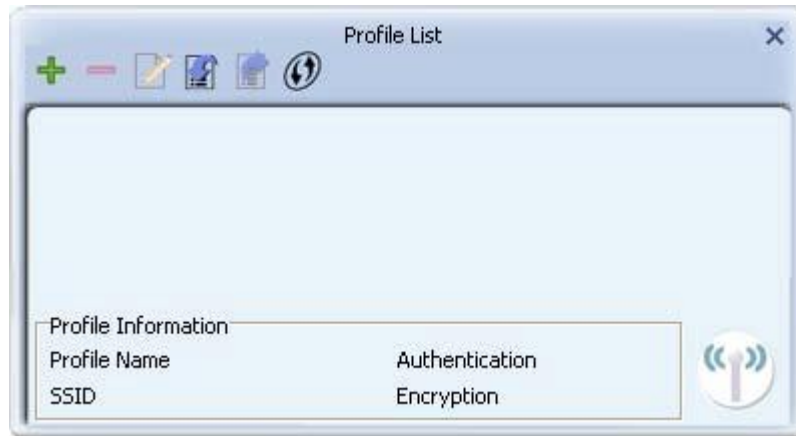 Profile List
Profile Information
Profile Name Authentication
SSID Encryption